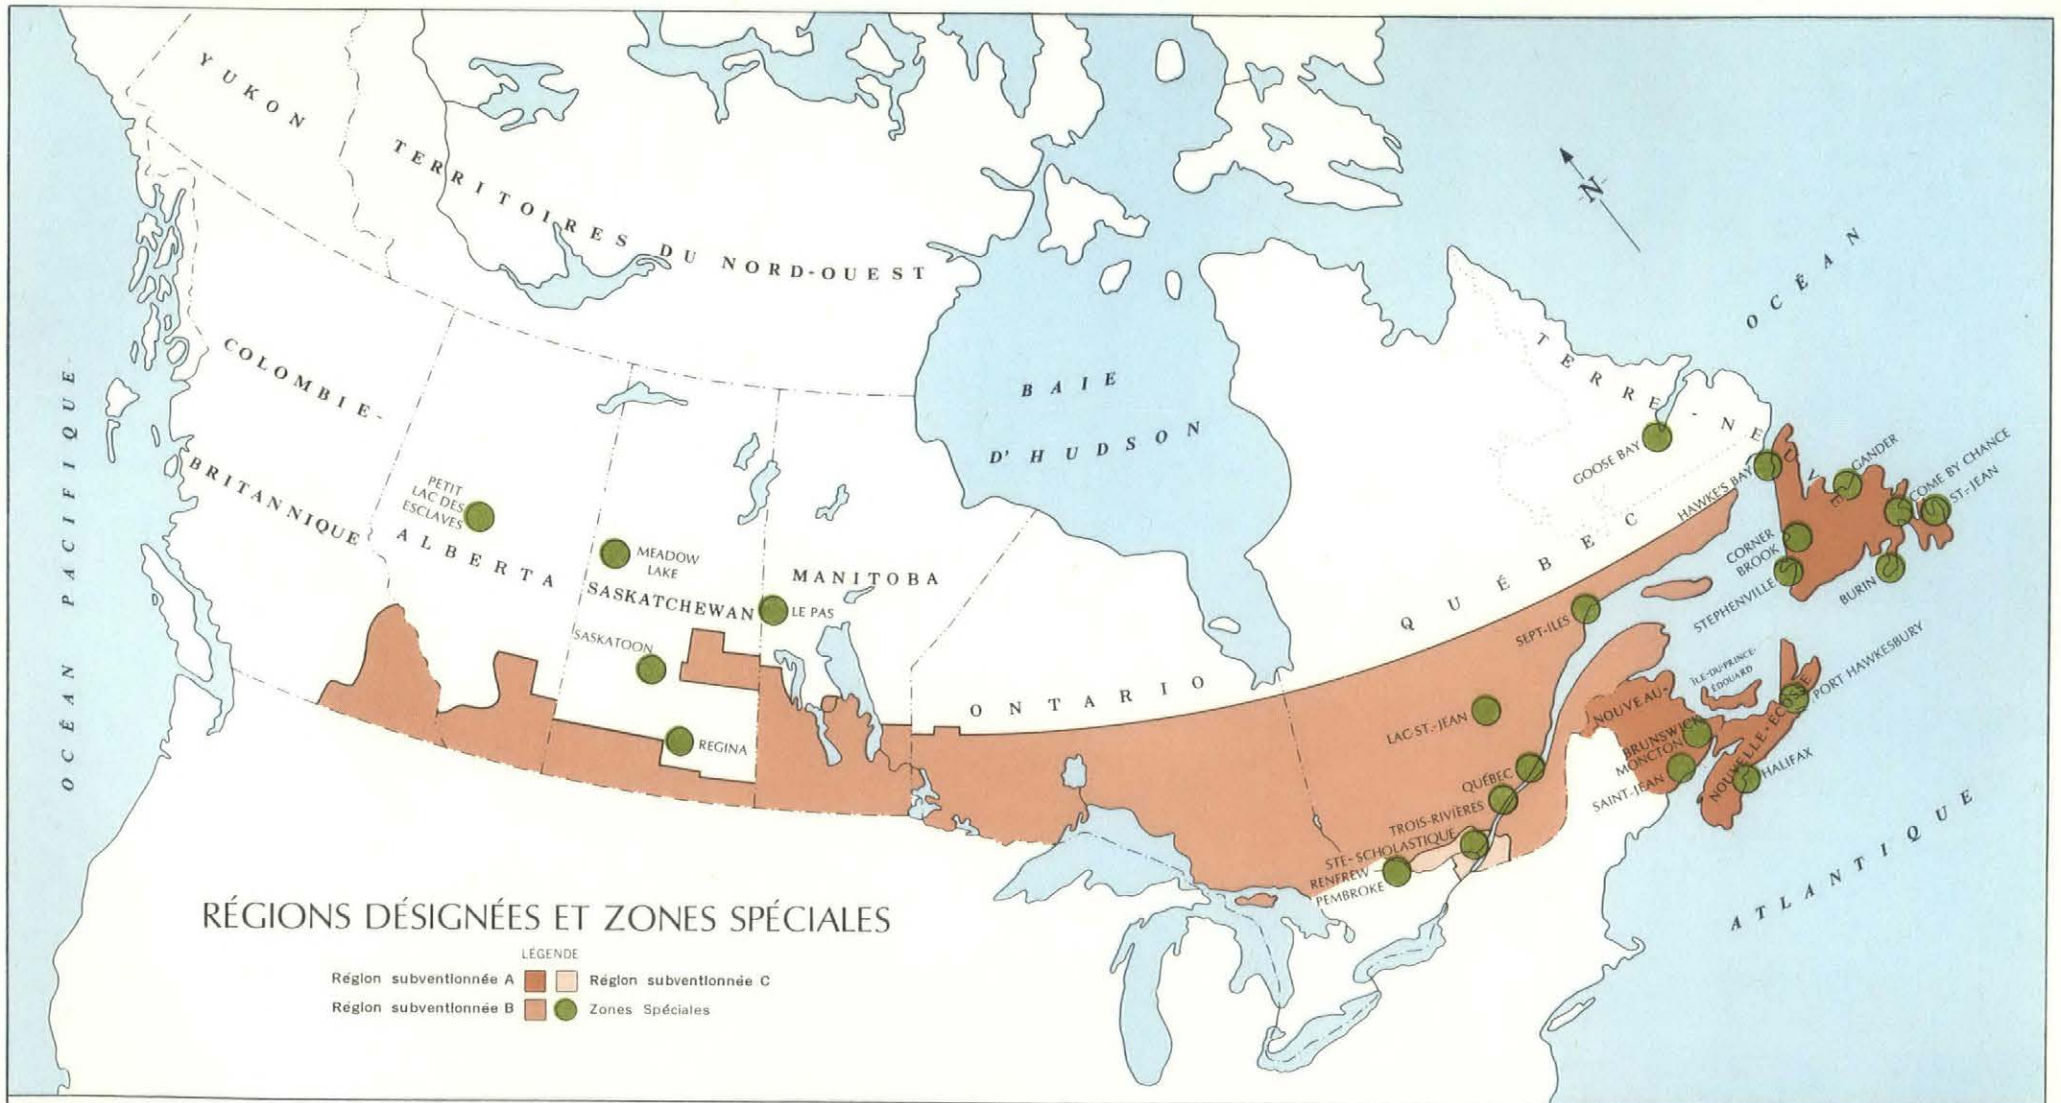 YUKON
TERRITOIRES DU NORD-OUEST
OCÉAN PACIFIQUE
COLOMBIE-
BRITANNIQUE
PETIT
LAC DES
ESCLAVES
ALBERTA
MEADOW
LAKE
SASKATCHEWAN
SASKATOON
REGINA
MANITOBA
LE PAS
BAIE
D'HUDSON
ONTARIO
QUÉBEC
TERRE-NEUVE
N
OCÉAN
ATLANTIQUE
GOOSE BAY
HAWKE'S BAY
GANDER
COME BY CHANCE
ST.-JEAN
CORNER
BROOK
STEPHENVILLE
BURIN
SEPT-ILES
ÎLE-DU-PRINCE-
ÉDOUARD
PORT HAWKESBURY
NOUVEAU-
BRUNSWICK
MONCTON
SAINT-JEAN
NOUVELLE-ÉCOSSE
HALIFAX
LAC-ST.-JEAN
QUÉBEC
TROIS-RIVIÈRES
STE-SCHOLASTIQUE
RENFREW
PEMBROKE
RÉGIONS DÉSIGNÉES ET ZONES SPÉCIALES
LÉGENDE
Région subventionnée A
Région subventionnée C
Région subventionnée B
Zones Spéciales